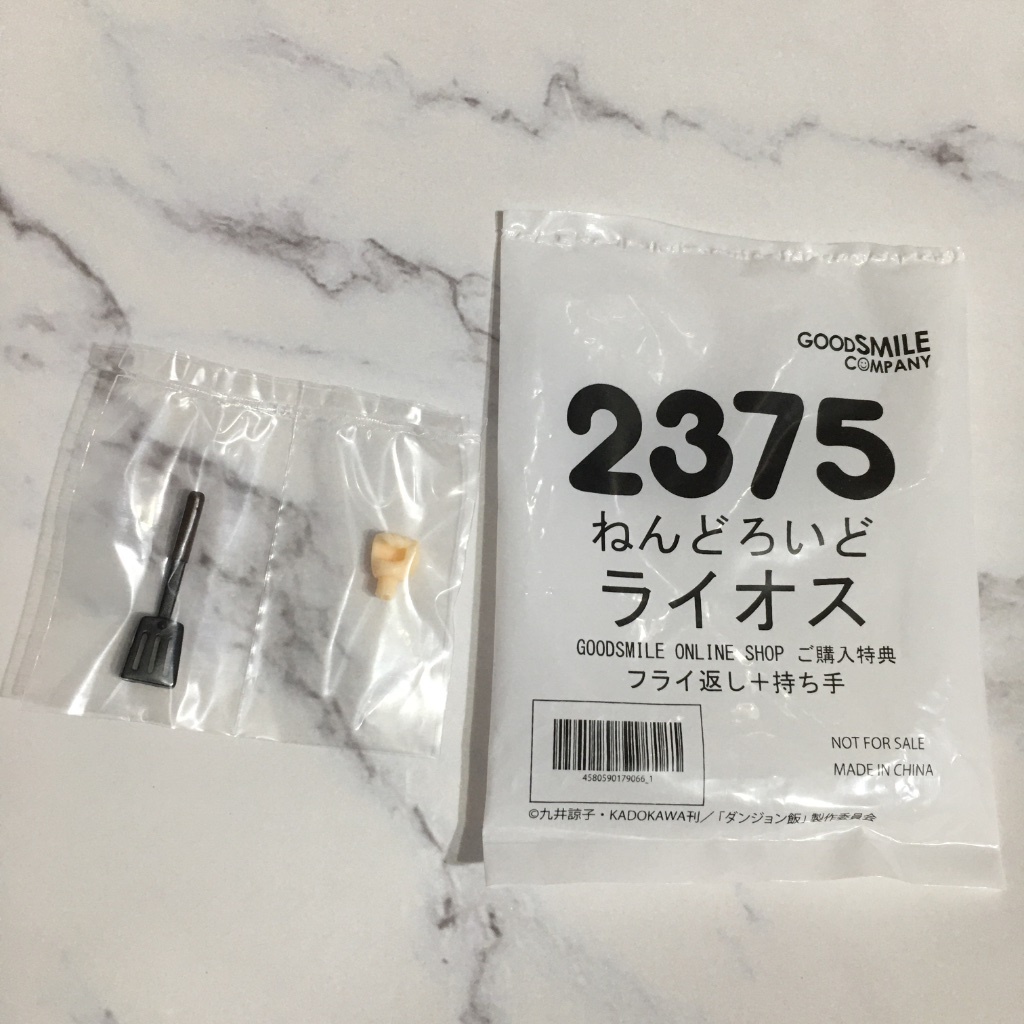 GOODSMILE
COMPANY
2375
ねんどろいど
ライオス
GOODSMILE ONLINE SHOP ご購入特典
フライ返し＋持ち手
4580590179066_1
NOT FOR SALE
MADE IN CHINA
©九井諒子・KADOKAWA刊／「ダンジョン飯」製作委員会